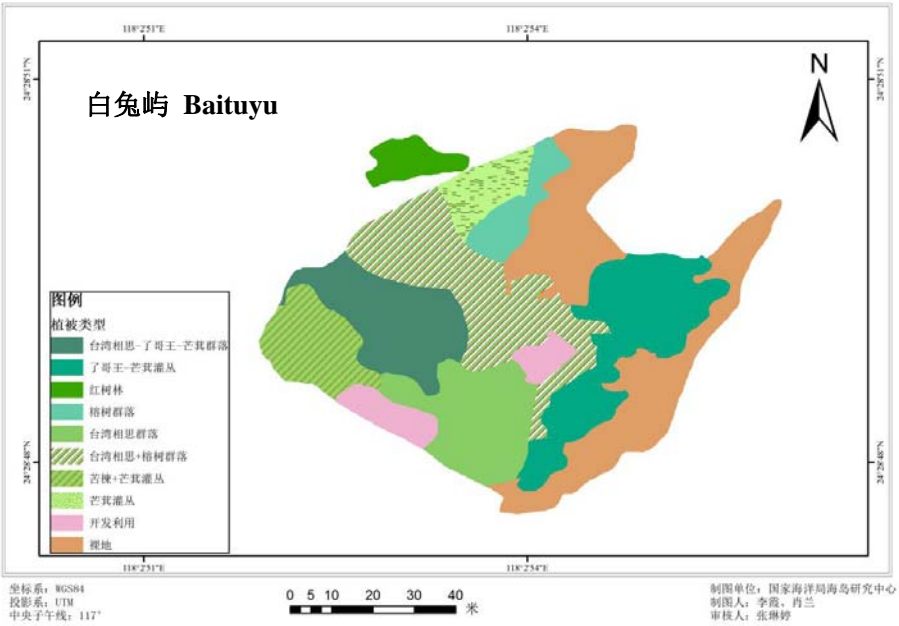 118°2'51"E
118°2'54"E
24°28'51"N
24°28'51"N
白兔屿 Baituyu
N
图例
植被类型
台湾相思-了哥王-芒萁群落
了哥王-芒萁灌丛
红树林
榕树群落
台湾相思群落
台湾相思+榕树群落
苦楝+芒萁灌丛
芒萁灌丛
开发利用
裸地
24°28'48"N
24°28'48"N
118°2'51"E
118°2'54"E
坐标系：WGS84
投影系：UTM
中央子午线：117°
0 5 10 20 30 40
米
制图单位：国家海洋局海岛研究中心
制图人：李霞、肖兰
审核人：张琳婷